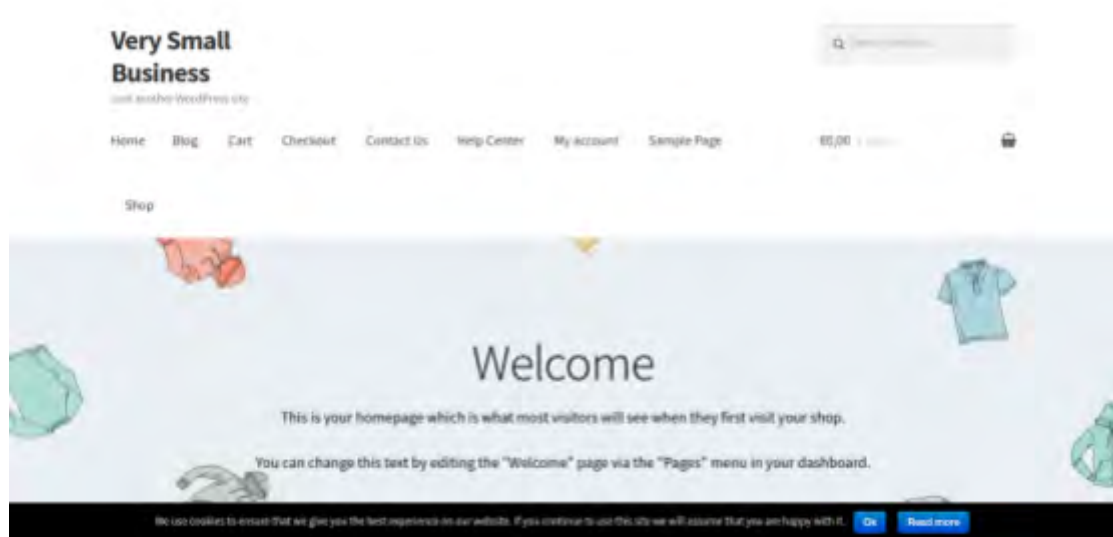 Very Small
Business
Just another WordPress site
Home Blog Cart Checkout Contact Us Help Center My account Sample Page
Shop
Welcome
This is your homepage which is what most visitors will see when they first visit your shop.
You can change this text by editing the "Welcome" page via the "Pages" menu in your dashboard.
We use cookies to ensure that we give you the best experience on our website. If you continue to use this site we will assume that you are happy with it. Ok Read more